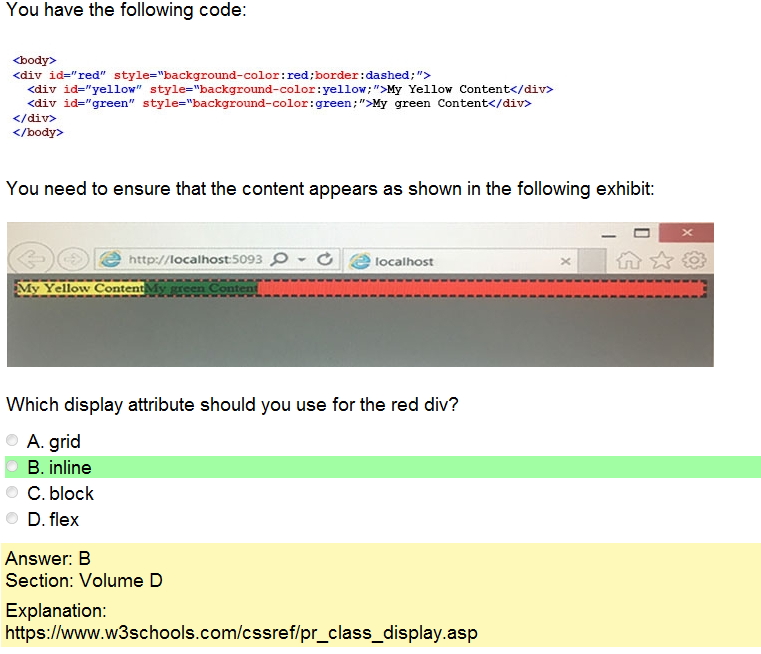 You have the following code:
<body>
<div id="red" style="background-color:red;border:dashed;">
<div id="yellow" style="background-color:yellow;">My Yellow Content</div>
<div id="green" style="background-color:green;">My green Content</div>
</div>
</body>
You need to ensure that the content appears as shown in the following exhibit:
http://localhost:5093
localhost
My Yellow ContentMy green Content
Which display attribute should you use for the red div?
A. grid
B. inline
C. block
D. flex
Answer: B
Section: Volume D
Explanation:
https://www.w3schools.com/cssref/pr_class_display.asp